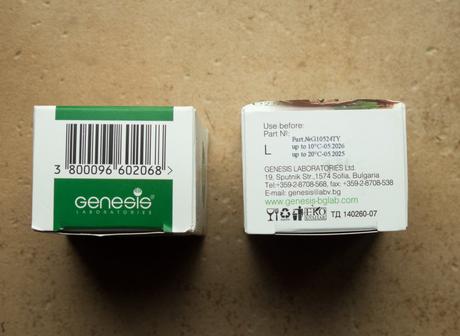 3 800096 602068 >
Genesis®
LABORATORIES
Use before:
Part №:
Part.№G10524TY
L
up to 10°C-05.2026
up to 20°C-05.2025
GENESIS LABORATORIES Ltd.
19, Sputnik Str.,1574 Sofia, Bulgaria
Tel:+359-2-8708-568, fax: +359-2-8708-538
E-mail: genesis@abv.bg
www.genesis-bglab.com
ТД 140260-07